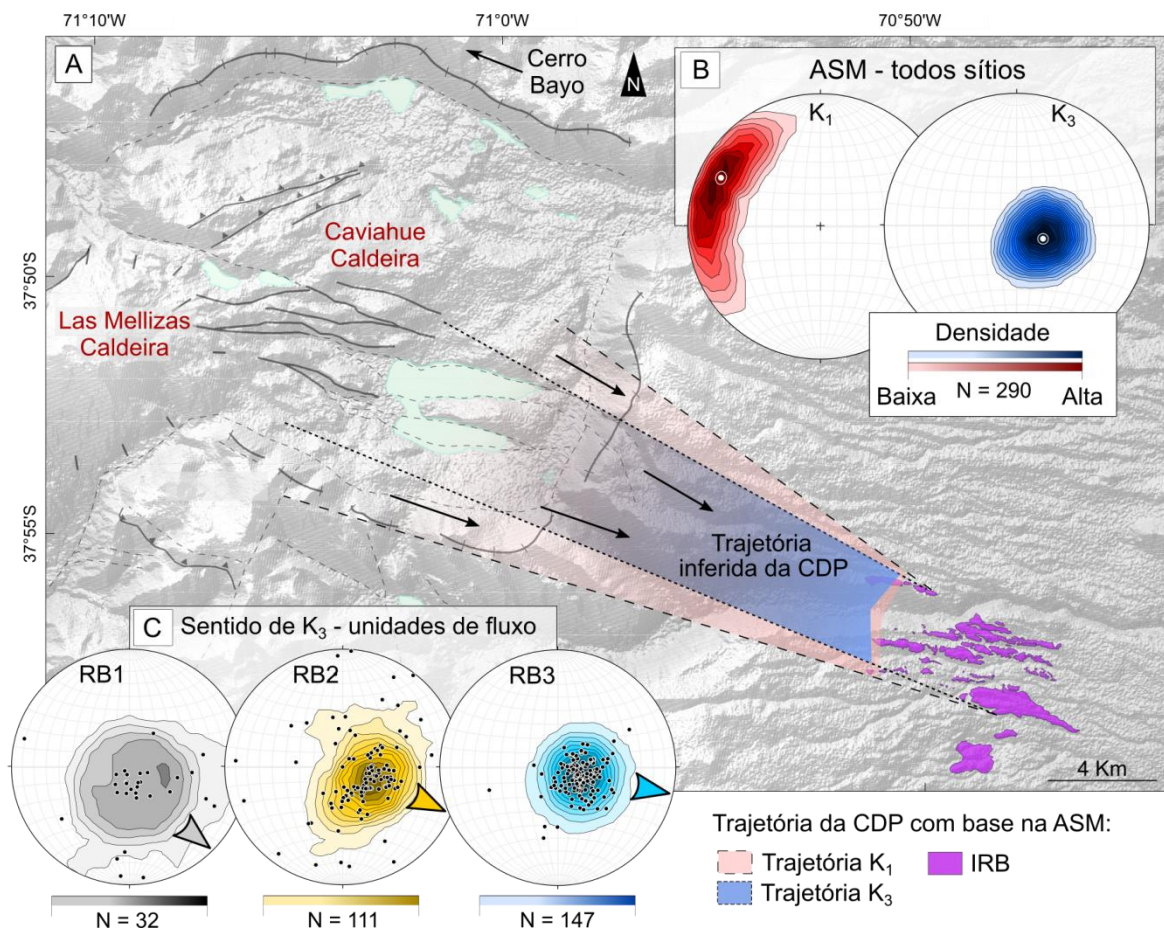 71°10'W
71°0'W
70°50'W
A
Cerro
Bayo
N
B
ASM - todos sítios
K1
K3
Caviahue
Caldeira
37°50'S
Las Mellizas
Caldeira
Densidade
Baixa
N = 290
Alta
37°55'S
Trajetória
inferida da CDP
C
Sentido de K3 - unidades de fluxo
RB1
RB2
RB3
4 Km
N = 32
N = 111
N = 147
Trajetória da CDP com base na ASM:
Trajetória K1
IRB
Trajetória K3